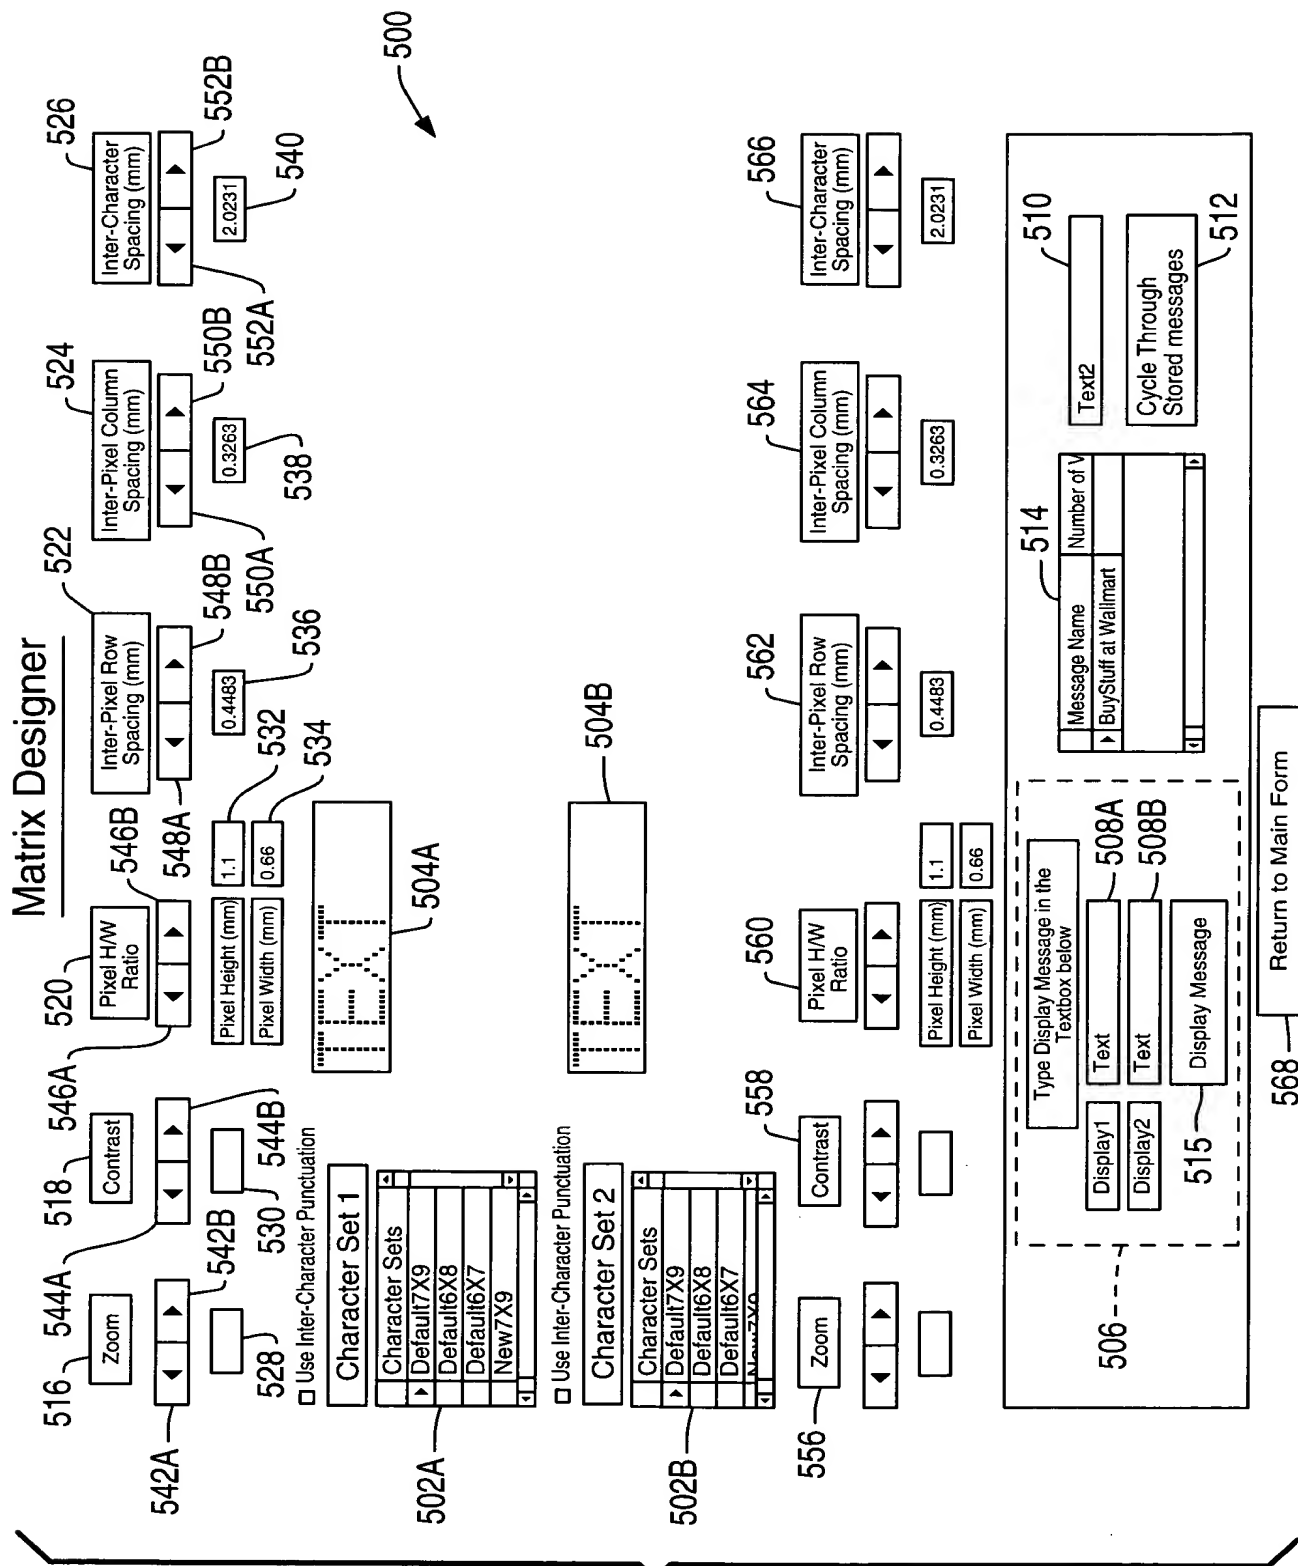 Matrix Designer
516
518
520
522
524
526
Zoom
Contrast
Pixel H/W
Ratio
Inter-Pixel Row
Spacing (mm)
Inter-Pixel Column
Spacing (mm)
Inter-Character
Spacing (mm)
542A
542B
544A
544B
546A
546B
548A
548B
550A
550B
552A
552B
528
530
Pixel Height (mm)
1.1
532
Pixel Width (mm)
0.66
534
0.4483
536
0.3263
538
2.0231
540
500
Use Inter-Character Punctuation
Character Set 1
Character Sets
Default7X9
Default6X8
Default6X7
New7X9
502A
TEXT
504A
Use Inter-Character Punctuation
Character Set 2
Character Sets
Default7X9
Default6X8
Default6X7
New7X9
502B
TEXT
504B
556
558
560
562
564
566
Zoom
Contrast
Pixel H/W
Ratio
Inter-Pixel Row
Spacing (mm)
Inter-Pixel Column
Spacing (mm)
Inter-Character
Spacing (mm)
Pixel Height (mm)
1.1
Pixel Width (mm)
0.66
0.4483
0.3263
2.0231
506
Type Display Message in the
Textbox below
Display1
Text
508A
Display2
Text
508B
515
Display Message
514
Message Name
Number of V
BuyStuff at Wallmart
Text2
510
Cycle Through
Stored messages
512
568
Return to Main Form